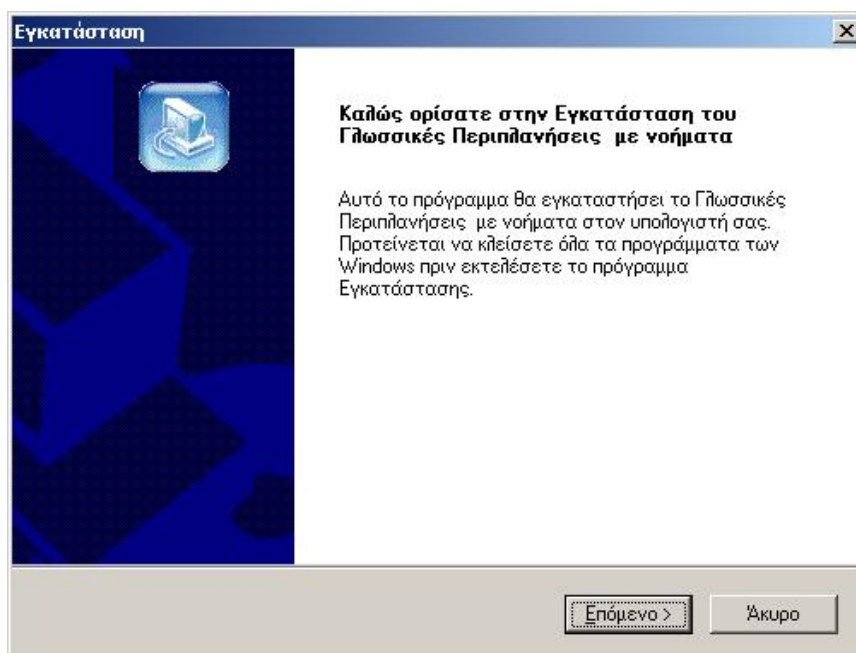 Εγκατάσταση
Καλώς ορίσατε στην Εγκατάσταση του
Γλωσσικές Περιπλανήσεις  με νοήματα
Αυτό το πρόγραμμα θα εγκαταστήσει το Γλωσσικές
Περιπλανήσεις  με νοήματα στον υπολογιστή σας.
Προτείνεται να κλείσετε όλα τα προγράμματα των
Windows πριν εκτελέσετε το πρόγραμμα
Εγκατάστασης.
Επόμενο > Άκυρο